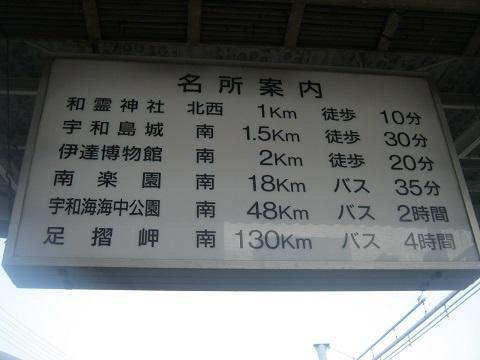 名所案内
和霊神社 北西 1Km 徒歩 10分
宇和島城 南 1.5Km 徒歩 30分
伊達博物館 南 2Km 徒歩 20分
南楽園 南 18Km バス 35分
宇和海海中公園 南 48Km バス 2時間
足摺岬 南 130Km バス 4時間